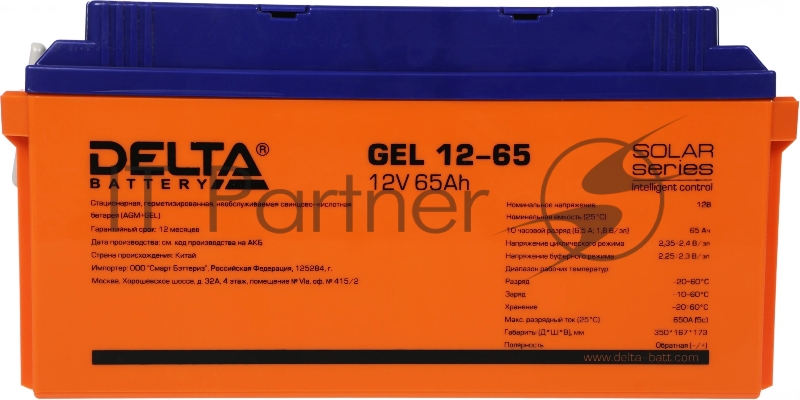 DELTA®
BATTERY
GEL 12-65
12V 65Ah
SOLAR
series
intelligent control
IT Partner
Стационарная, герметизированная, необслуживаемая свинцово-кислотная
батарея (AGM+GEL)
Гарантийный срок: 12 месяцев
Дата производства: см. код производства на АКБ
Страна происхождения: Китай
Импортер: ООО "Смарт Бэттериз", Российская Федерация, 125284, г.
Москва, Хорошевское шоссе, д. 32А, 4 этаж, помещение № VIa, оф. № 415/2
Номинальное напряжение 12В
Номинальная емкость (25°С)
10 часовой разряд (6,5 А; 1,8 В/эл) 65 Ач
Напряжение циклического режима 2,35-2,4 В/эл
Напряжение буферного режима 2,25-2,3 В/эл
Диапазон рабочих температур
Разряд -20~60°С
Заряд -10~60°С
Хранение -20~60°С
Макс. разрядный ток (25°С) 650А (5с)
Габариты (Д*Ш*В), мм 350*167*173
Полярность Обратная (-/+)
www.delta-batt.com